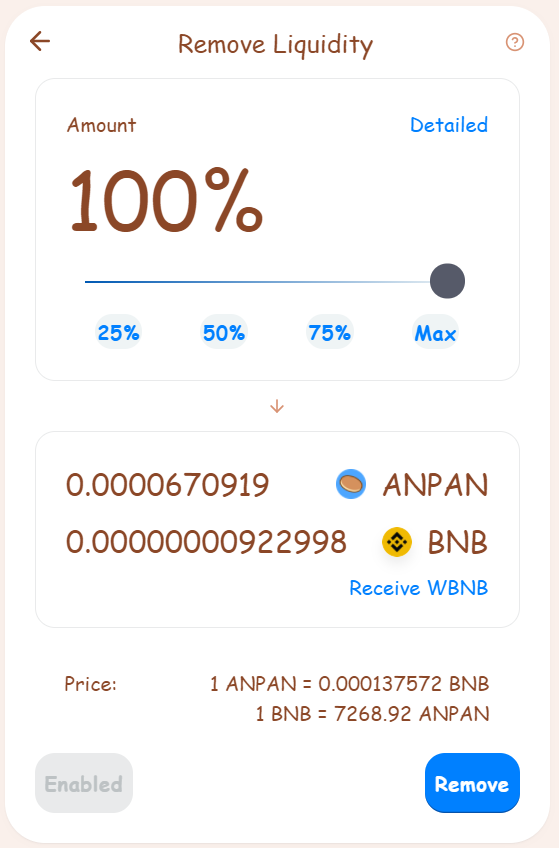 Remove Liquidity
Amount Detailed
100%
25% 50% 75% Max
0.0000670919 ANPAN
0.00000000922998 BNB
Receive WBNB
Price: 1 ANPAN = 0.000137572 BNB
1 BNB = 7268.92 ANPAN
Enabled Remove